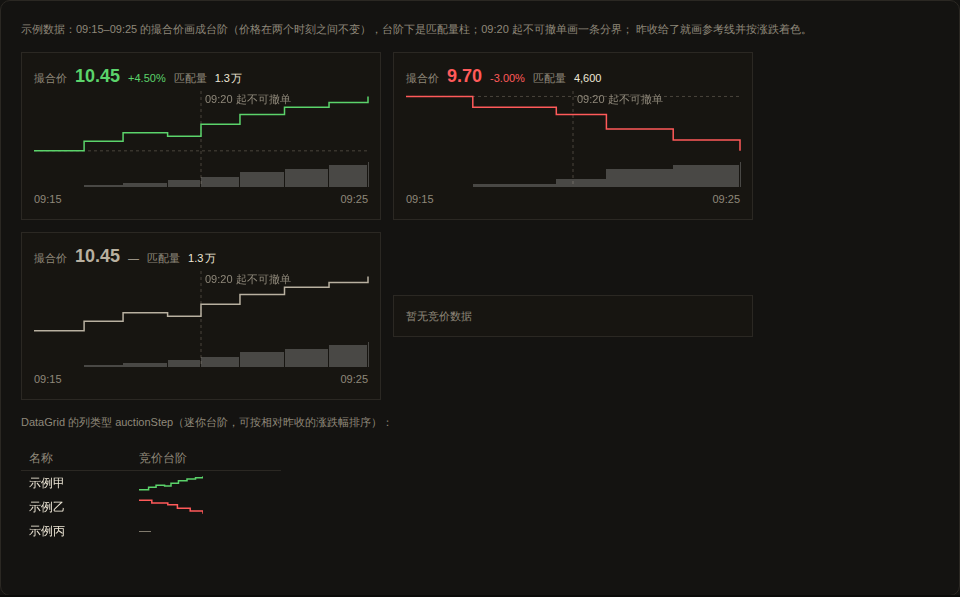 示例数据：09:15–09:25 的撮合价画成台阶（价格在两个时刻之间不变），台阶下是匹配量柱；09:20 起不可撤单画一条分界； 昨收给了就画参考线并按涨跌着色。
撮合价 10.45 +4.50% 匹配量 1.3万
09:20 起不可撤单
09:15 09:25
撮合价 9.70 -3.00% 匹配量 4,600
09:20 起不可撤单
09:15 09:25
撮合价 10.45 — 匹配量 1.3万
09:20 起不可撤单
09:15 09:25
暂无竞价数据
DataGrid 的列类型 auctionStep（迷你台阶，可按相对昨收的涨跌幅排序）：
名称 竞价台阶
示例甲
示例乙
示例丙 —